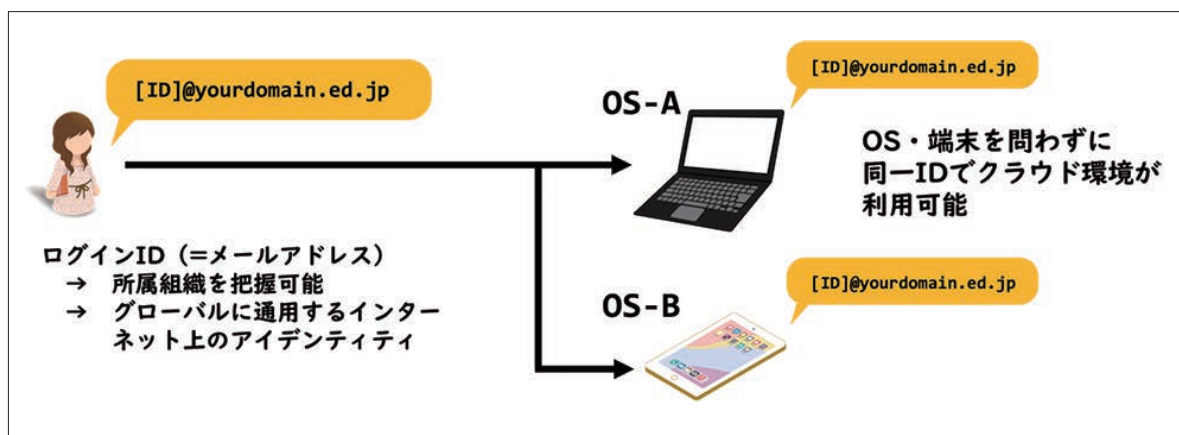 [ID]@yourdomain.ed.jp
ログインID（=メールアドレス）
→ 所属組織を把握可能
→ グローバルに通用するインター
ネット上のアイデンティティ
OS-A
[ID]@yourdomain.ed.jp
OS・端末を問わずに
同一IDでクラウド環境が
利用可能
OS-B
[ID]@yourdomain.ed.jp